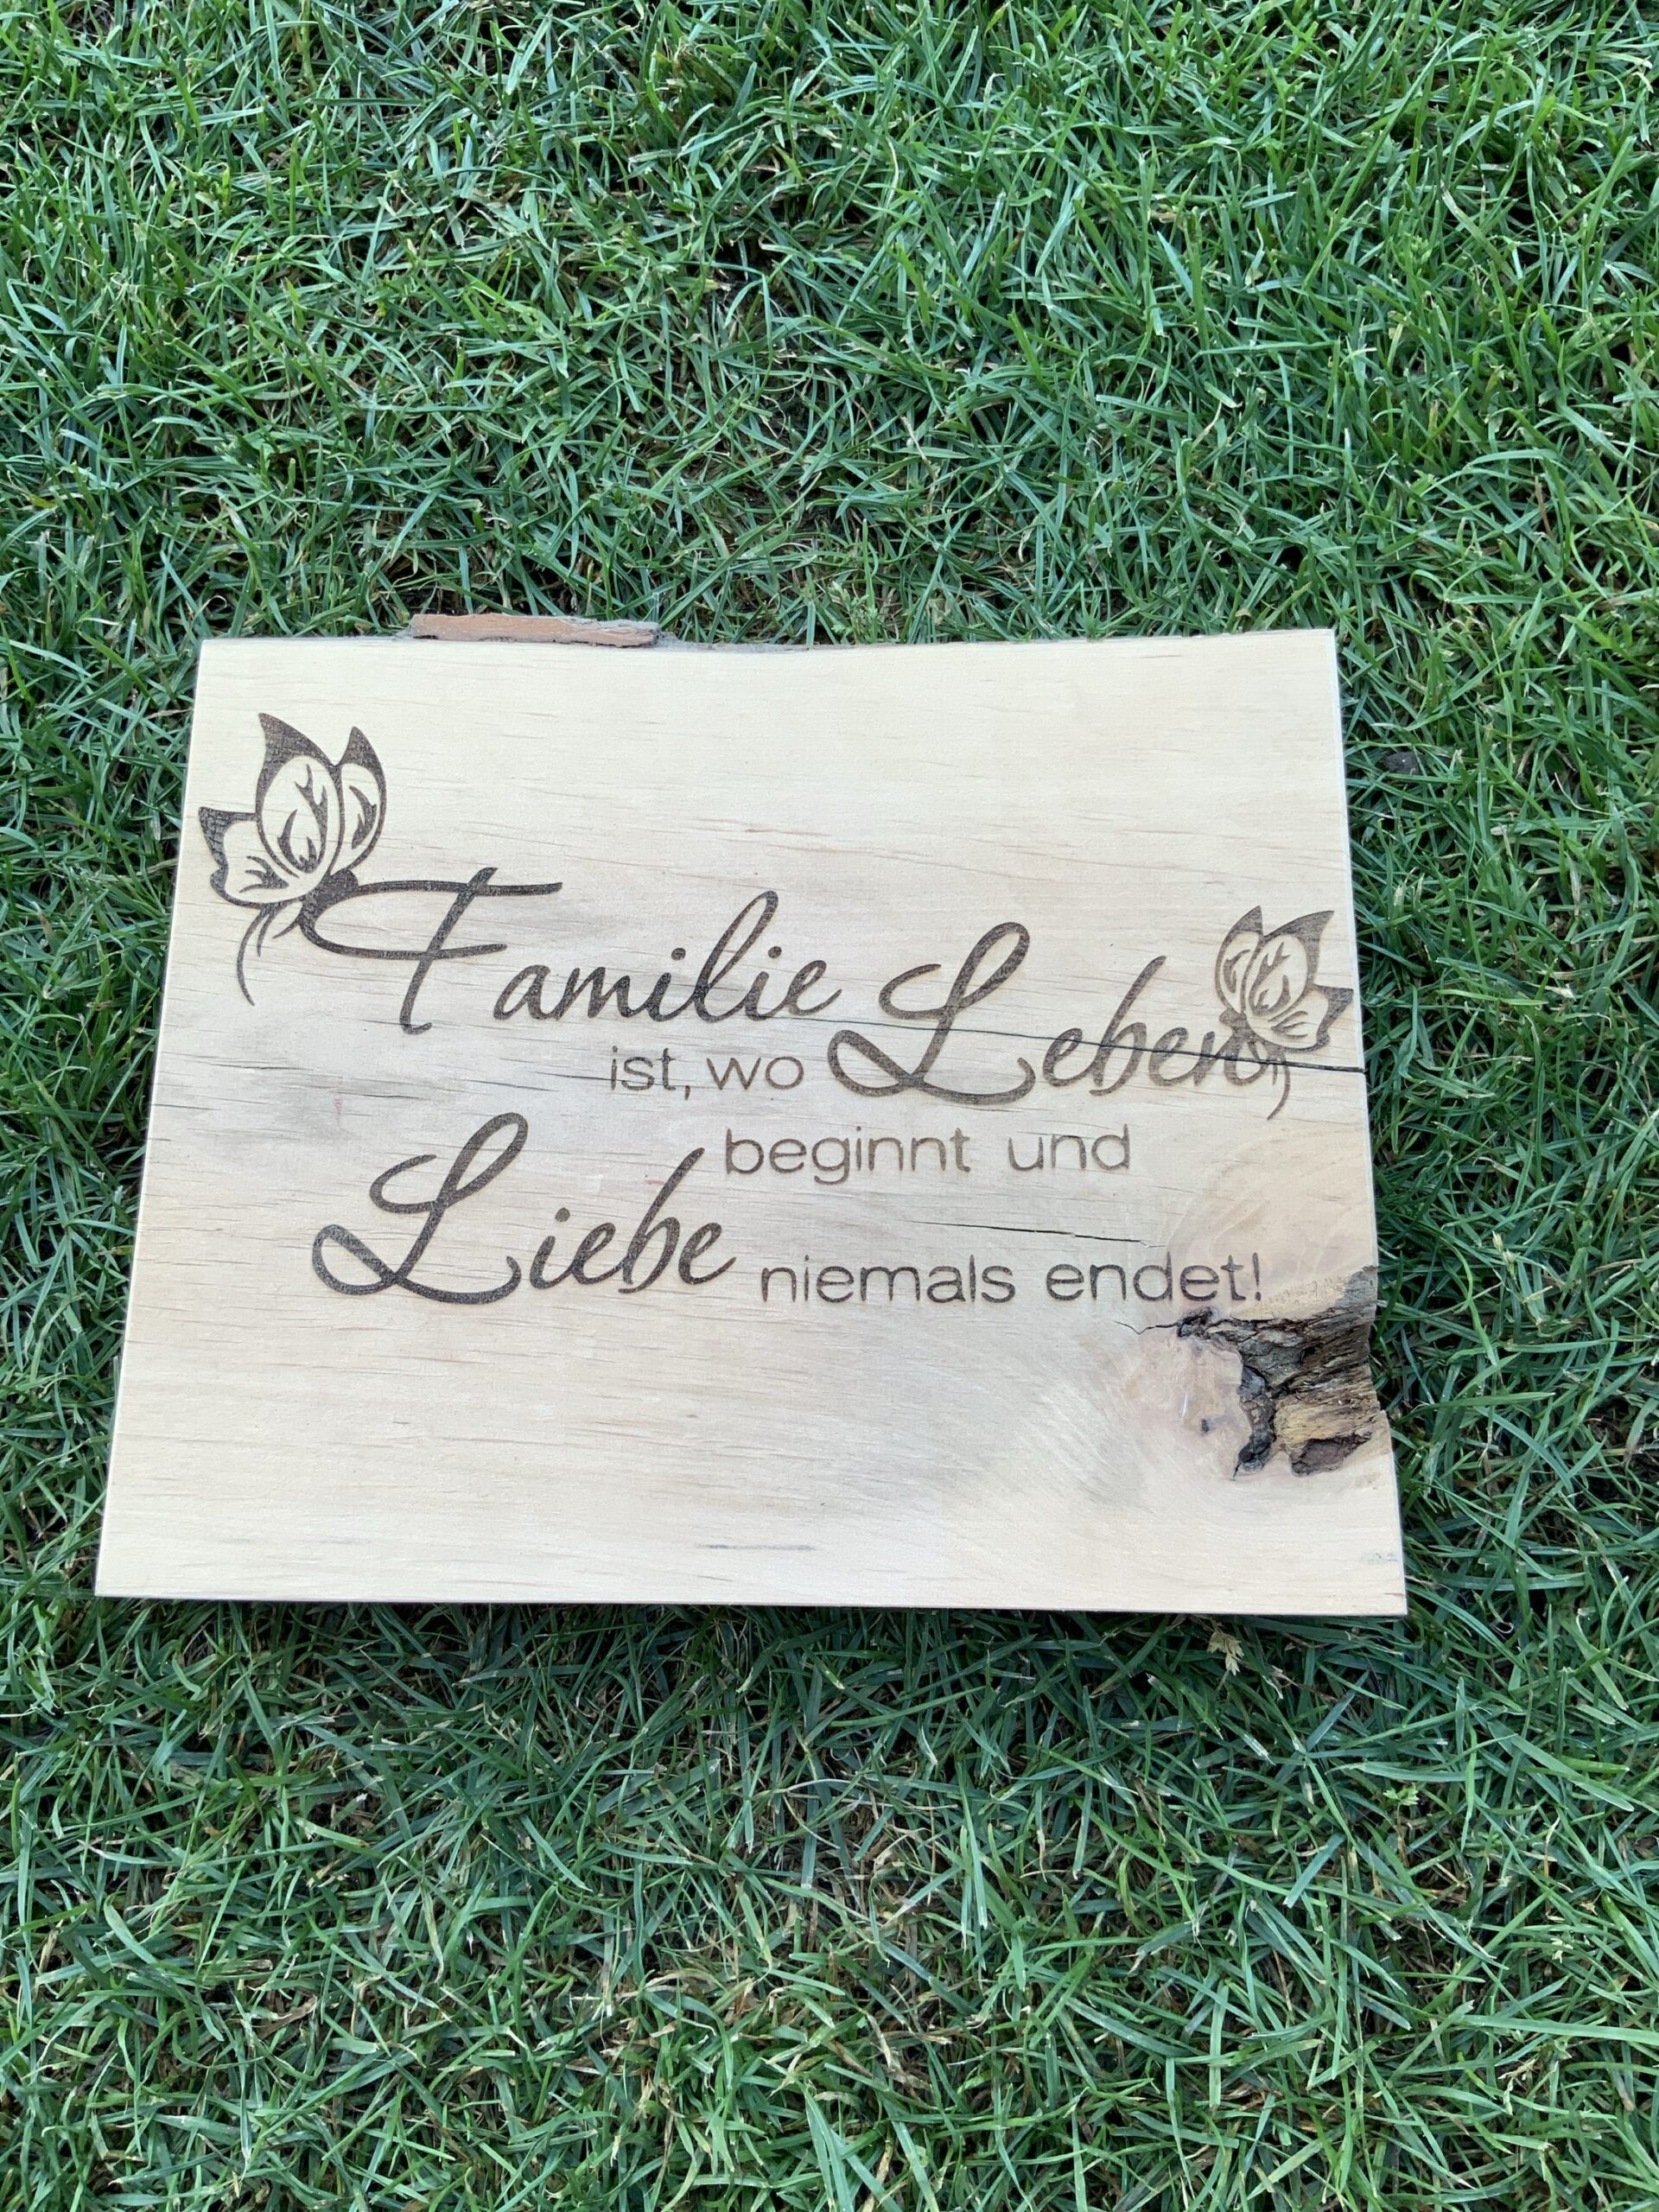 Familie
ist, wo Leben
beginnt und
Liebe niemals endet!